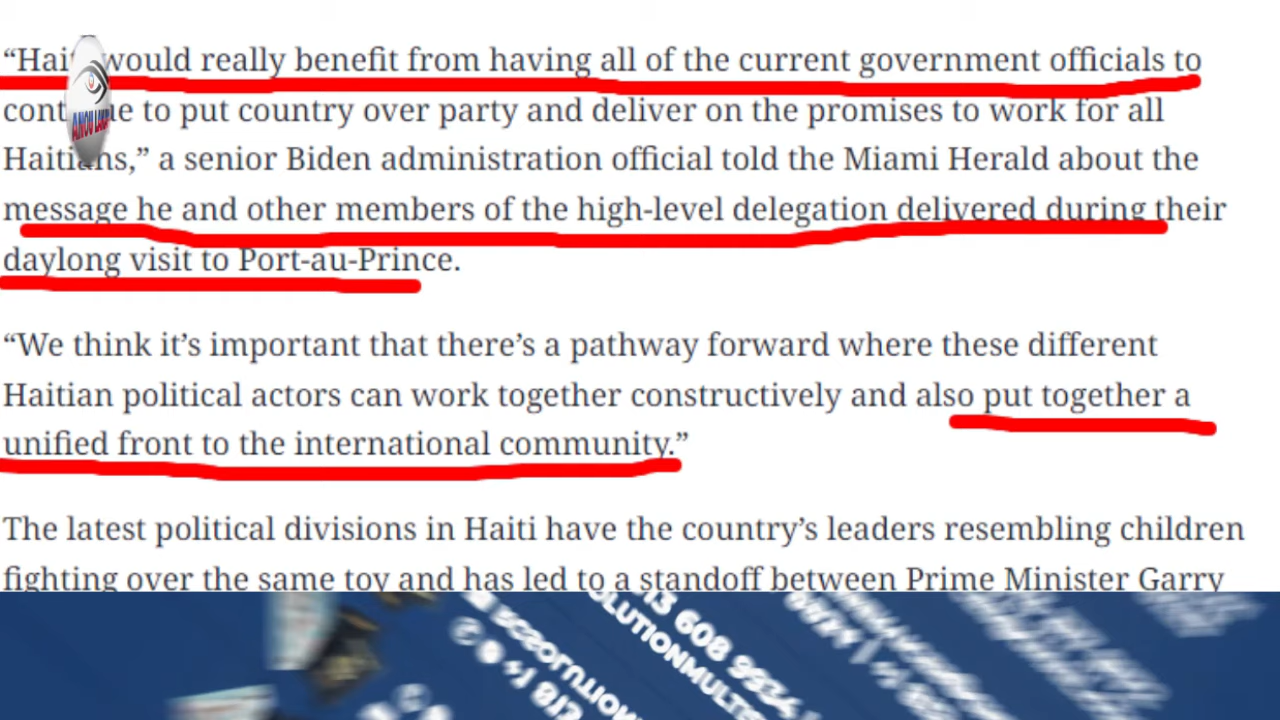 “Hai would really benefit from having all of the current government officials to
cont e to put country over party and deliver on the promises to work for all
Haitians,” a senior Biden administration official told the Miami Herald about the
message he and other members of the high-level delegation delivered during their
daylong visit to Port-au-Prince.
“We think it’s important that there’s a pathway forward where these different
Haitian political actors can work together constructively and also put together a
unified front to the international community.”
The latest political divisions in Haiti have the country’s leaders resembling children
fighting over the same toy and has led to a standoff between Prime Minister Garry